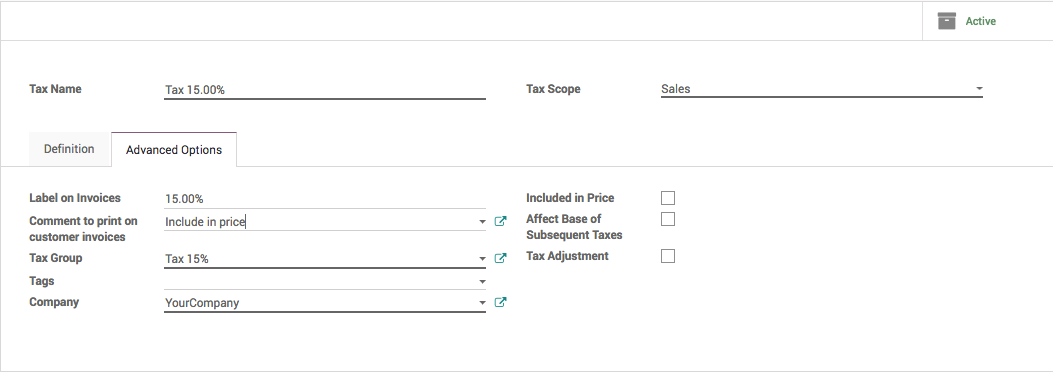 Active
Tax Name Tax 15.00% Tax Scope Sales
Definition Advanced Options
Label on Invoices 15.00% Included in Price
Comment to print on customer invoices Include in price Affect Base of Subsequent Taxes
Tax Group Tax 15% Tax Adjustment
Tags
Company YourCompany